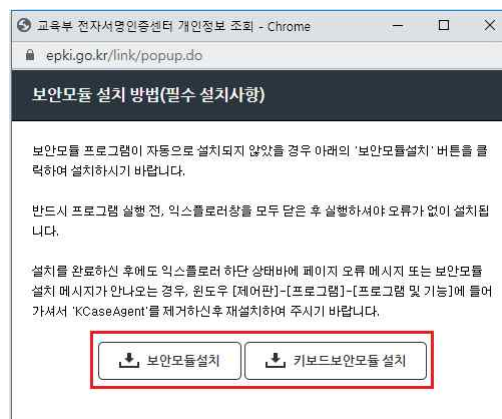 교육부 전자서명인증센터 개인정보 조회 - Chrome
epki.go.kr/link/popup.do
보안모듈 설치 방법(필수 설치사항)
보안모듈 프로그램이 자동으로 설치되지 않았을 경우 아래의 '보안모듈설치' 버튼을 클
릭하여 설치하시기 바랍니다.
반드시 프로그램 실행 전, 익스플로러창을 모두 닫은 후 실행하셔야 오류가 없이 설치됩
니다.
설치를 완료하신 후에도 익스플로러 하단 상태바에 페이지 오류 메시지 또는 보안모듈
설치 메시지가 안나오는 경우, 윈도우 [제어판]-[프로그램]-[프로그램 및 기능]에 들어
가셔서 'KCaseAgent'를 제거하신후 재설치하여 주시기 바랍니다.
보안모듈설치 키보드보안모듈 설치